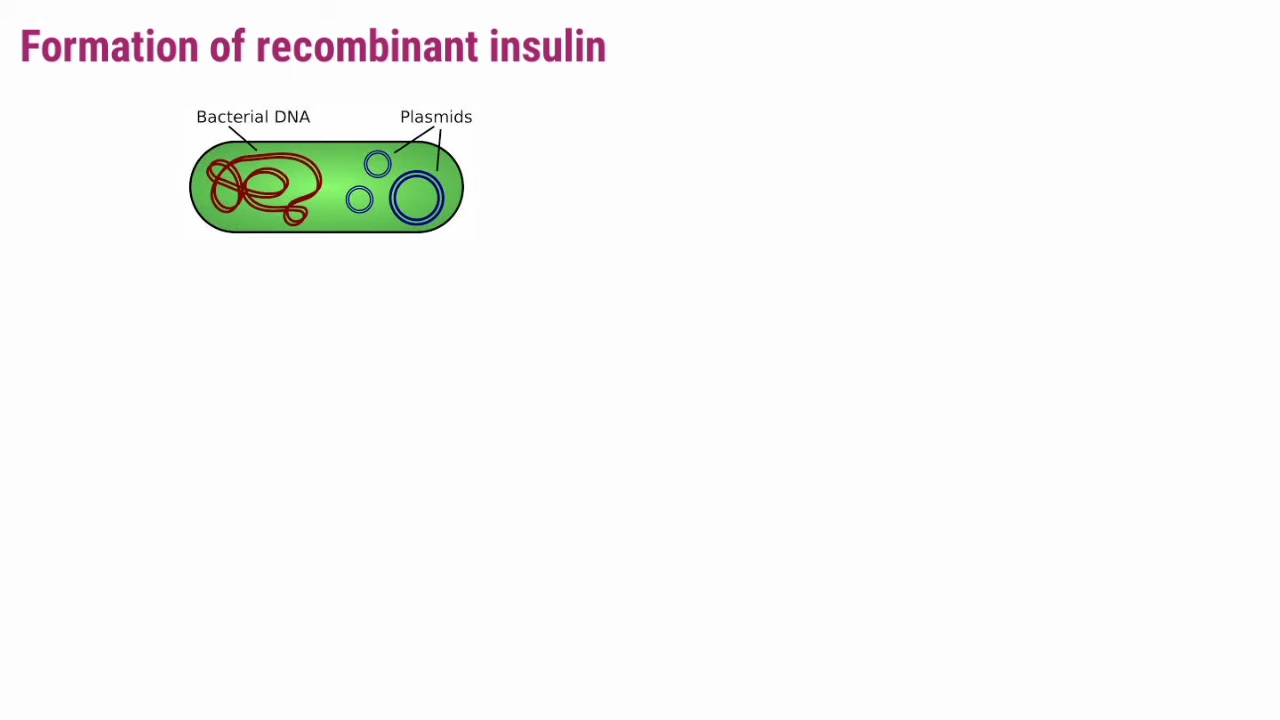 Formation of recombinant insulin
Bacterial DNA
Plasmids